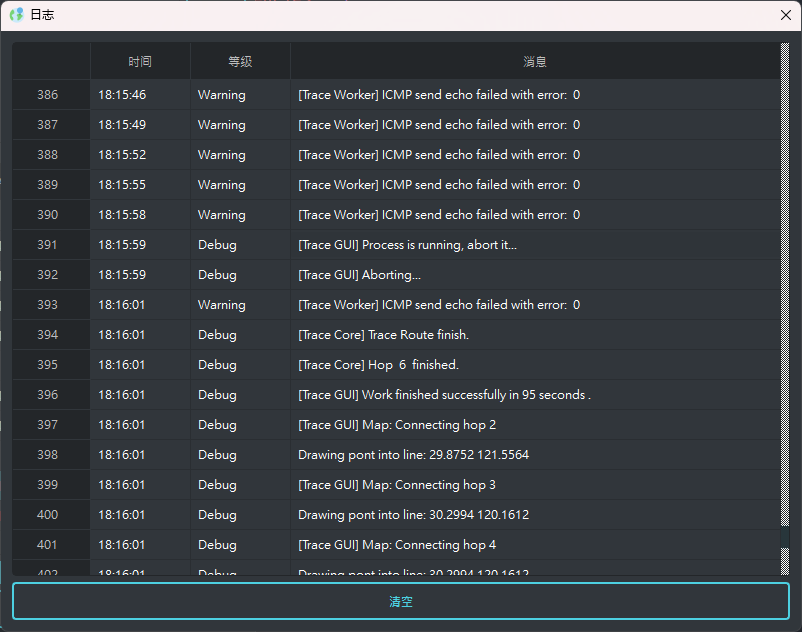 日志
时间 等级 消息
386 18:15:46 Warning [Trace Worker] ICMP send echo failed with error:  0
387 18:15:49 Warning [Trace Worker] ICMP send echo failed with error:  0
388 18:15:52 Warning [Trace Worker] ICMP send echo failed with error:  0
389 18:15:55 Warning [Trace Worker] ICMP send echo failed with error:  0
390 18:15:58 Warning [Trace Worker] ICMP send echo failed with error:  0
391 18:15:59 Debug [Trace GUI] Process is running, abort it...
392 18:15:59 Debug [Trace GUI] Aborting...
393 18:16:01 Warning [Trace Worker] ICMP send echo failed with error:  0
394 18:16:01 Debug [Trace Core] Trace Route finish.
395 18:16:01 Debug [Trace Core] Hop  6  finished.
396 18:16:01 Debug [Trace GUI] Work finished successfully in 95 seconds .
397 18:16:01 Debug [Trace GUI] Map: Connecting hop 2
398 18:16:01 Debug Drawing pont into line: 29.8752 121.5564
399 18:16:01 Debug [Trace GUI] Map: Connecting hop 3
400 18:16:01 Debug Drawing pont into line: 30.2994 120.1612
401 18:16:01 Debug [Trace GUI] Map: Connecting hop 4
402 18:16:01 Debug Drawing pont into line: 30.2994 120.1612
清空